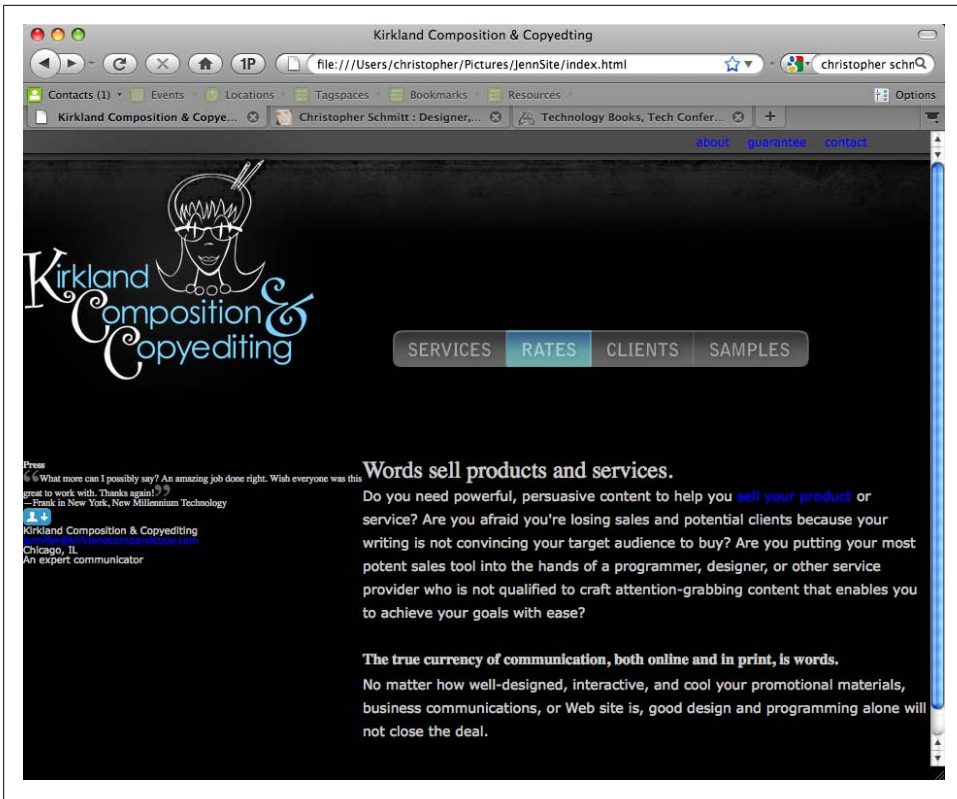 Kirkland Composition & Copyedting
1P
file:///Users/christopher/Pictures/JennSite/index.html
christopher schr
Contacts (1)
Events
Locations
Tagspaces
Bookmarks
Resources
Options
Kirkland Composition & Copye...
Christopher Schmitt : Designer,...
Technology Books, Tech Confer...
about guarantee contact
Kirkland
Composition &
Copyediting
SERVICES RATES CLIENTS SAMPLES
Press
“What more can I possibly say? An amazing job done right. Wish everyone was this
great to work with. Thanks again!”
—Frank in New York, New Millennium Technology
Kirkland Composition & Copyediting
jennifer@kirklandcompandcopy.com
Chicago, IL
An expert communicator
Words sell products and services.
Do you need powerful, persuasive content to help you sell your product or
service? Are you afraid you're losing sales and potential clients because your
writing is not convincing your target audience to buy? Are you putting your most
potent sales tool into the hands of a programmer, designer, or other service
provider who is not qualified to craft attention-grabbing content that enables you
to achieve your goals with ease?
The true currency of communication, both online and in print, is words.
No matter how well-designed, interactive, and cool your promotional materials,
business communications, or Web site is, good design and programming alone will
not close the deal.